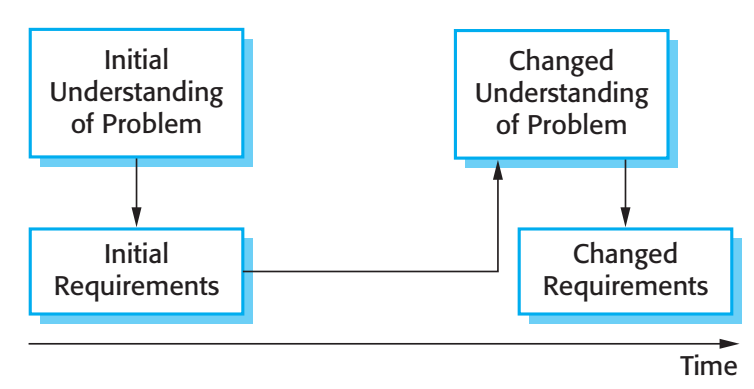 Initial
Understanding
of Problem
Changed
Understanding
of Problem
Initial
Requirements
Changed
Requirements
Time